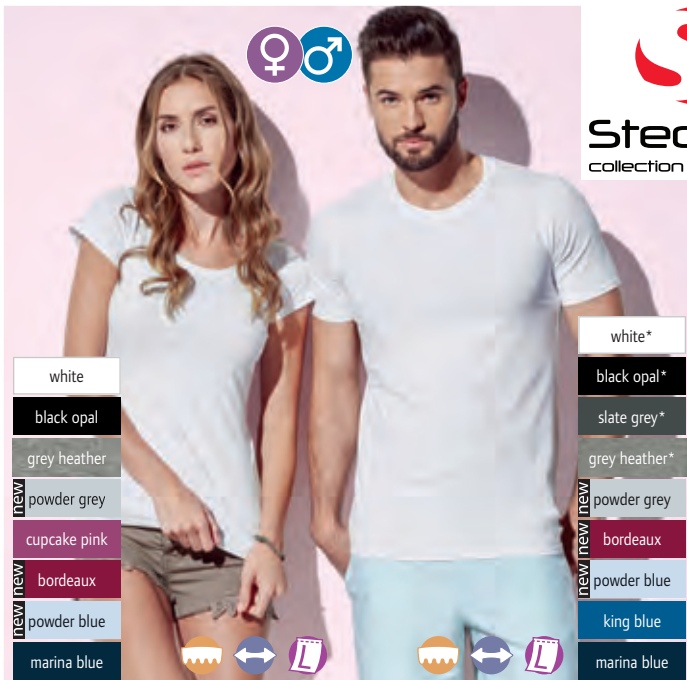 Sted
collection
white
black opal
grey heather
new
powder grey
cupcake pink
new
bordeaux
new
powder blue
marina blue
L
L
white*
black opal*
slate grey*
grey heather*
new
powder grey
new
bordeaux
new
powder blue
king blue
marina blue